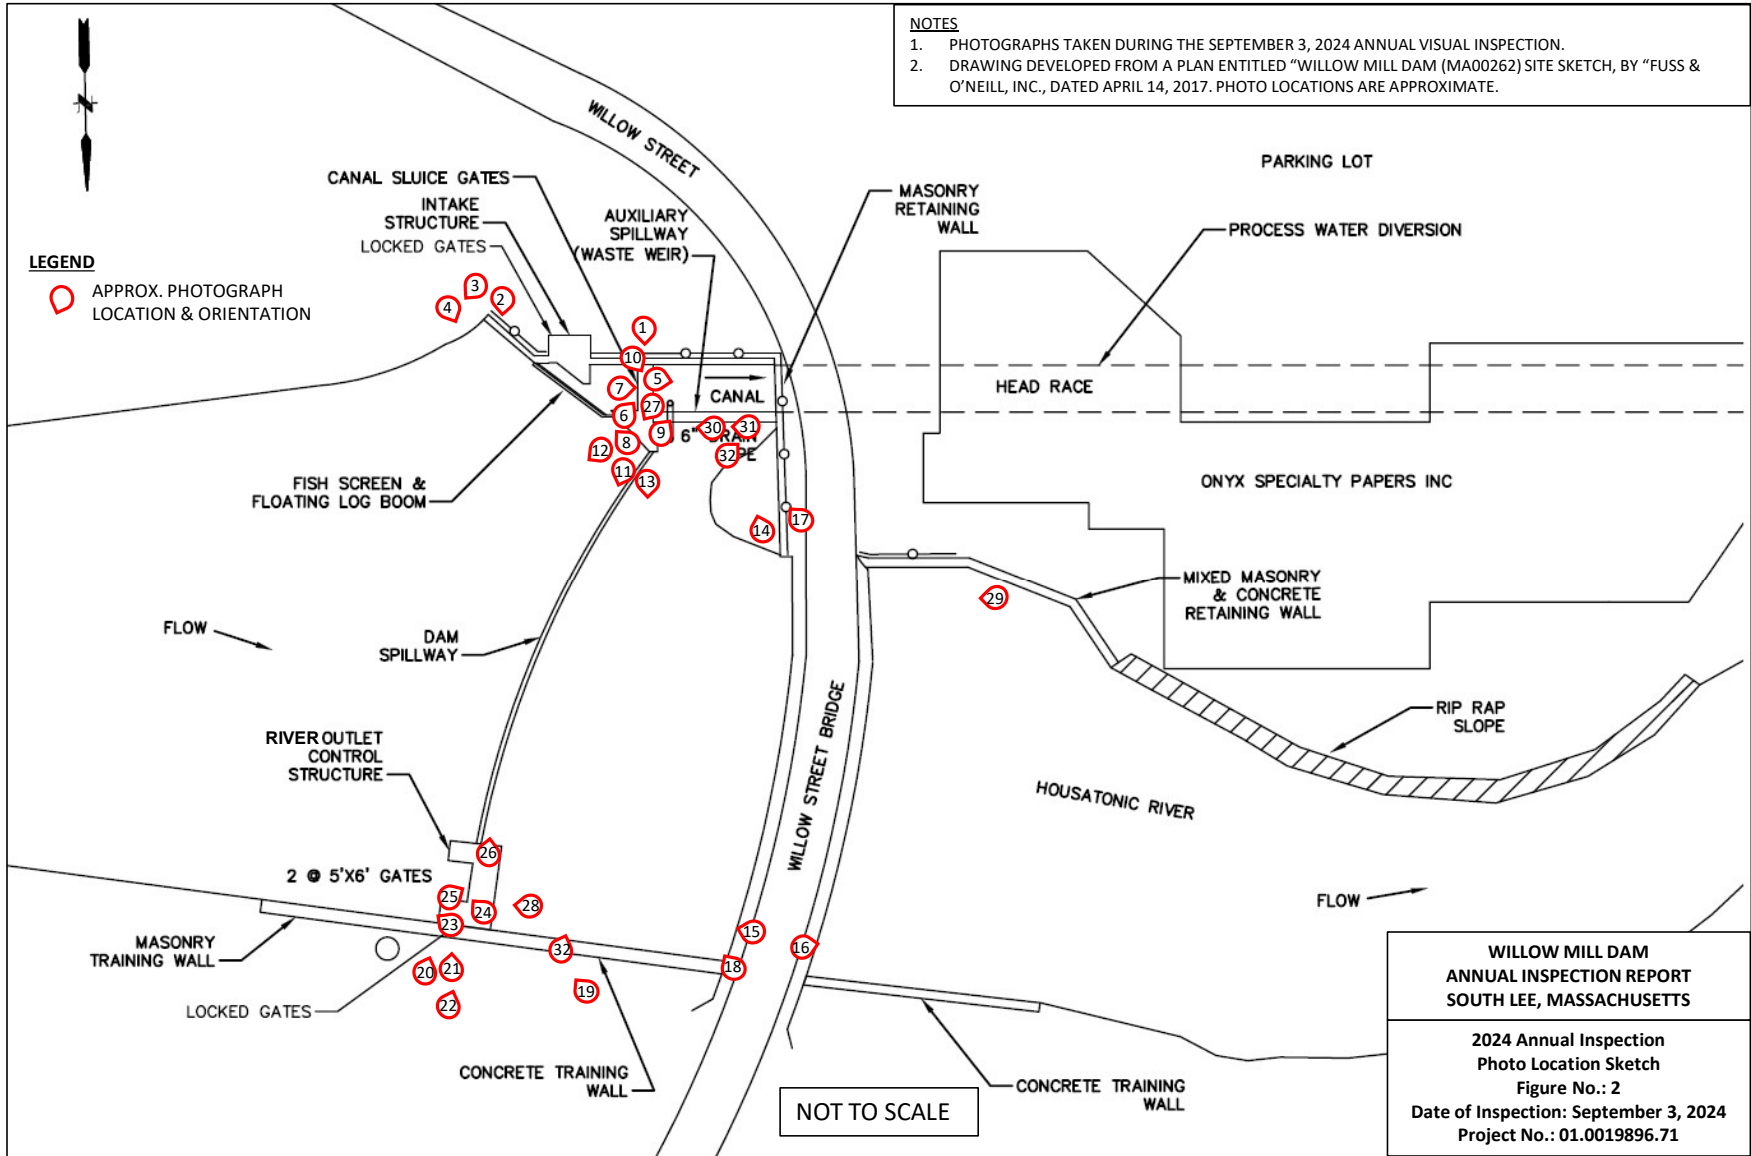 NOTES
1. PHOTOGRAPHS TAKEN DURING THE SEPTEMBER 3, 2024 ANNUAL VISUAL INSPECTION.
2. DRAWING DEVELOPED FROM A PLAN ENTITLED “WILLOW MILL DAM (MA00262) SITE SKETCH, BY “FUSS &
O’NEILL, INC., DATED APRIL 14, 2017. PHOTO LOCATIONS ARE APPROXIMATE.
N
WILLOW STREET
PARKING LOT
CANAL SLUICE GATES
INTAKE
STRUCTURE
LOCKED GATES
AUXILIARY
SPILLWAY
(WASTE WEIR)
MASONRY
RETAINING
WALL
PROCESS WATER DIVERSION
LEGEND
APPROX. PHOTOGRAPH
LOCATION & ORIENTATION
3
4
2
1
10
5
7
CANAL
HEAD RACE
6
27
9
6" DRAIN
PE
30
31
8
12
32
11
13
14
17
FISH SCREEN &
FLOATING LOG BOOM
ONYX SPECIALTY PAPERS INC
MIXED MASONRY
& CONCRETE
RETAINING WALL
29
FLOW
DAM
SPILLWAY
WILLOW STREET BRIDGE
RIP RAP
SLOPE
RIVER OUTLET
CONTROL
STRUCTURE
HOUSATONIC RIVER
26
2 @ 5'X6' GATES
25
24
28
23
FLOW
15
16
32
18
MASONRY
TRAINING WALL
20
21
22
19
LOCKED GATES
CONCRETE TRAINING
WALL
CONCRETE TRAINING
WALL
NOT TO SCALE
WILLOW MILL DAM
ANNUAL INSPECTION REPORT
SOUTH LEE, MASSACHUSETTS
2024 Annual Inspection
Photo Location Sketch
Figure No.: 2
Date of Inspection: September 3, 2024
Project No.: 01.0019896.71